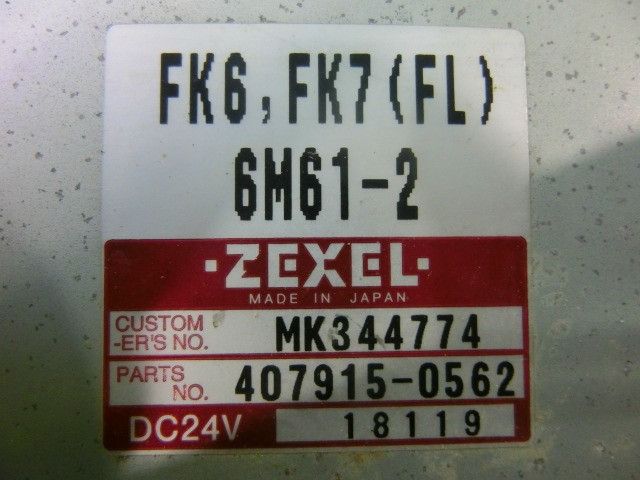 FK6, FK7(FL)
6M61-2
·ZEXEL·
MADE IN JAPAN
CUSTOM
-ER'S NO. MK344774
PARTS
NO. 407915-0562
DC24V 18119